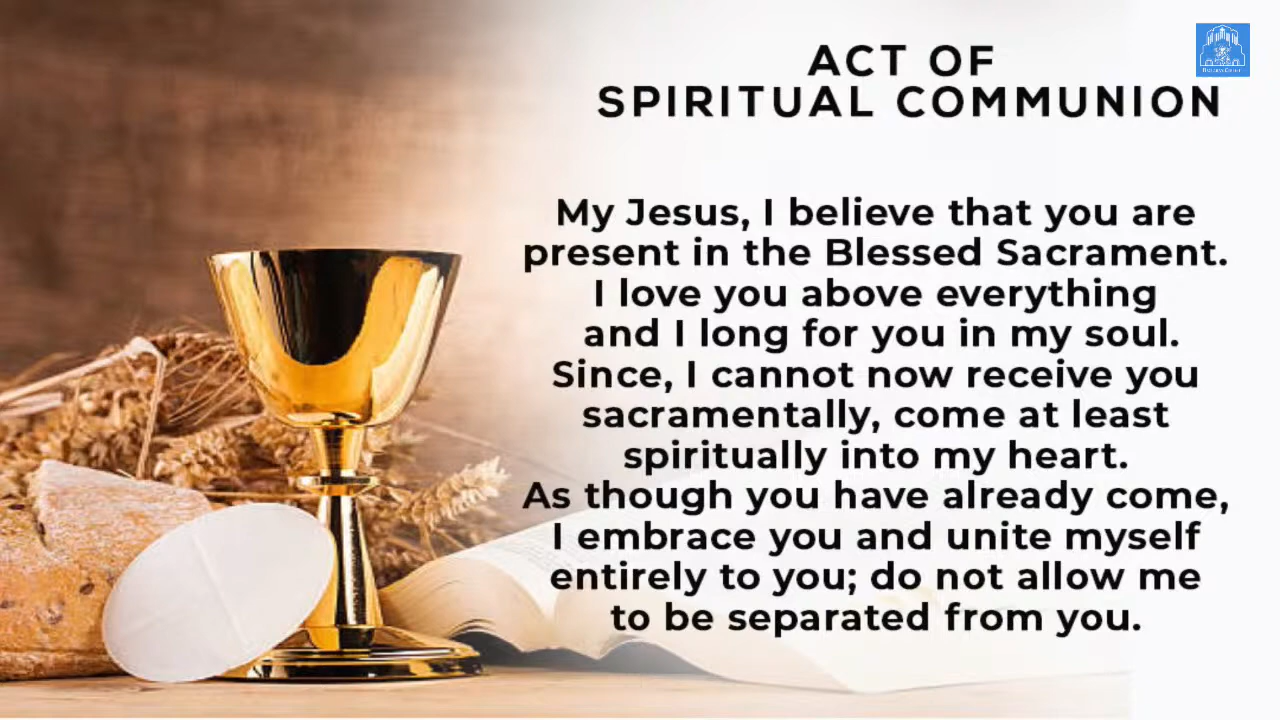 ACT OF
SPIRITUAL COMMUNION
My Jesus, I believe that you are
present in the Blessed Sacrament.
I love you above everything
and I long for you in my soul.
Since, I cannot now receive you
sacramentally, come at least
spiritually into my heart.
As though you have already come,
I embrace you and unite myself
entirely to you; do not allow me
to be separated from you.